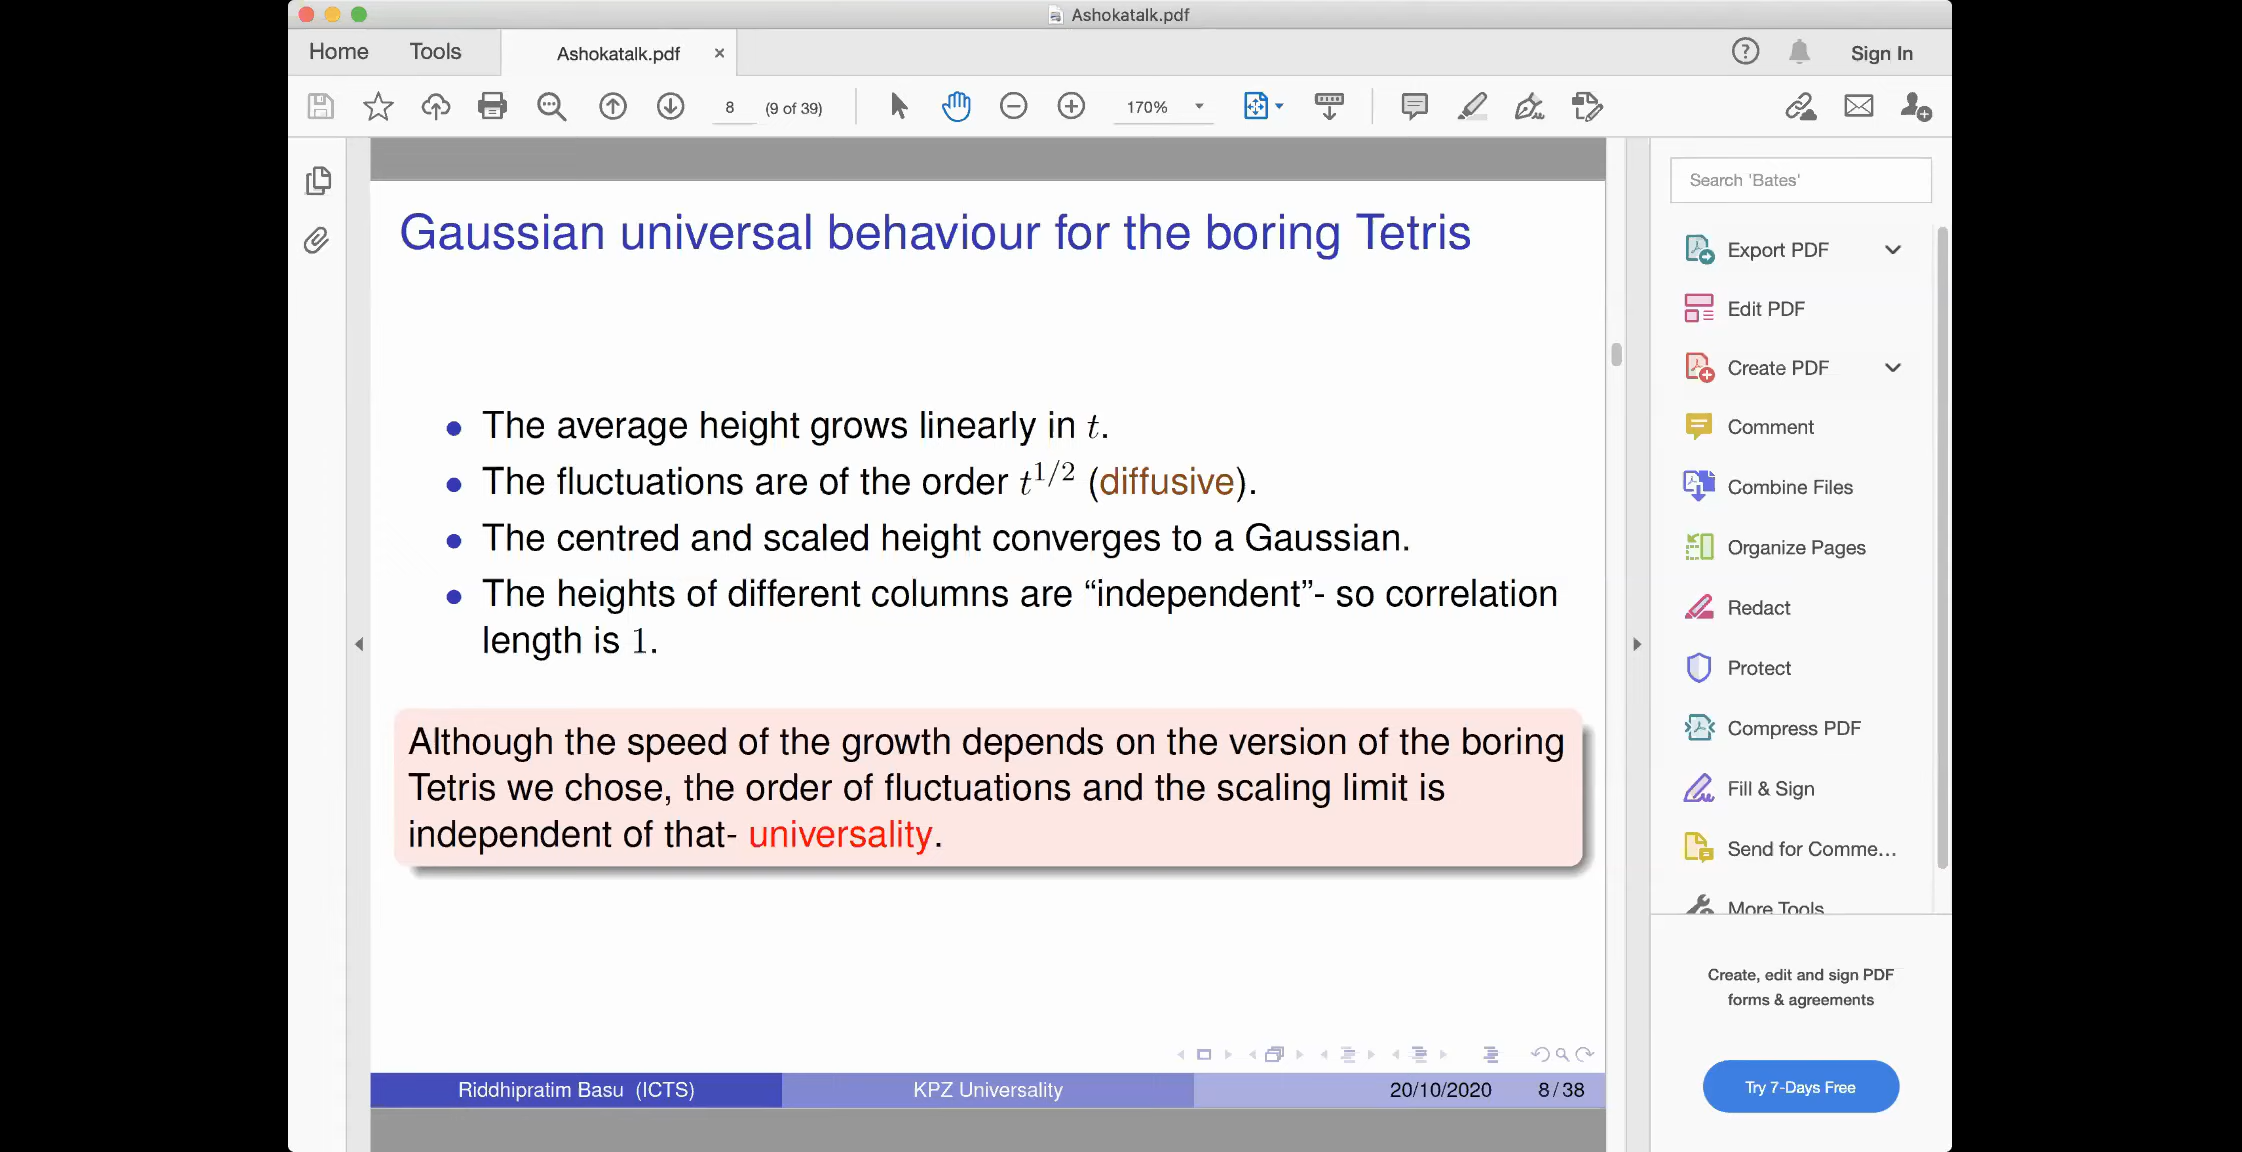 Ashokatalk.pdf
Home Tools Ashokatalk.pdf × Sign In
8 (9 of 39) 170%
Search 'Bates'
Gaussian universal behaviour for the boring Tetris
• The average height grows linearly in t.
• The fluctuations are of the order t^{1/2} (diffusive).
• The centred and scaled height converges to a Gaussian.
• The heights of different columns are “independent”- so correlation
length is 1.
Although the speed of the growth depends on the version of the boring
Tetris we chose, the order of fluctuations and the scaling limit is
independent of that- universality.
Riddhipratim Basu (ICTS) KPZ Universality 20/10/2020 8 / 38
Export PDF
Edit PDF
Create PDF
Comment
Combine Files
Organize Pages
Redact
Protect
Compress PDF
Fill & Sign
Send for Comme...
More Tools
Create, edit and sign PDF
forms & agreements
Try 7-Days Free